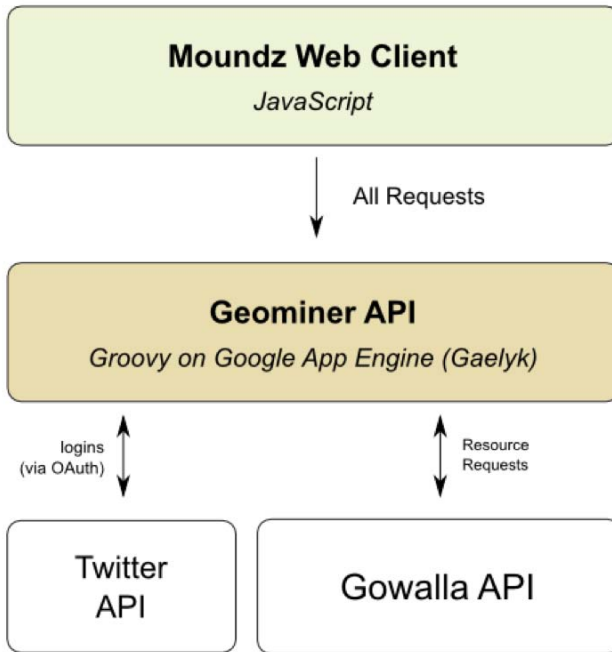 Moundz Web Client
JavaScript
All Requests
Geominer API
Groovy on Google App Engine (Gaelyk)
logins
(via OAuth)
Resource
Requests
Twitter
API
Gowalla API